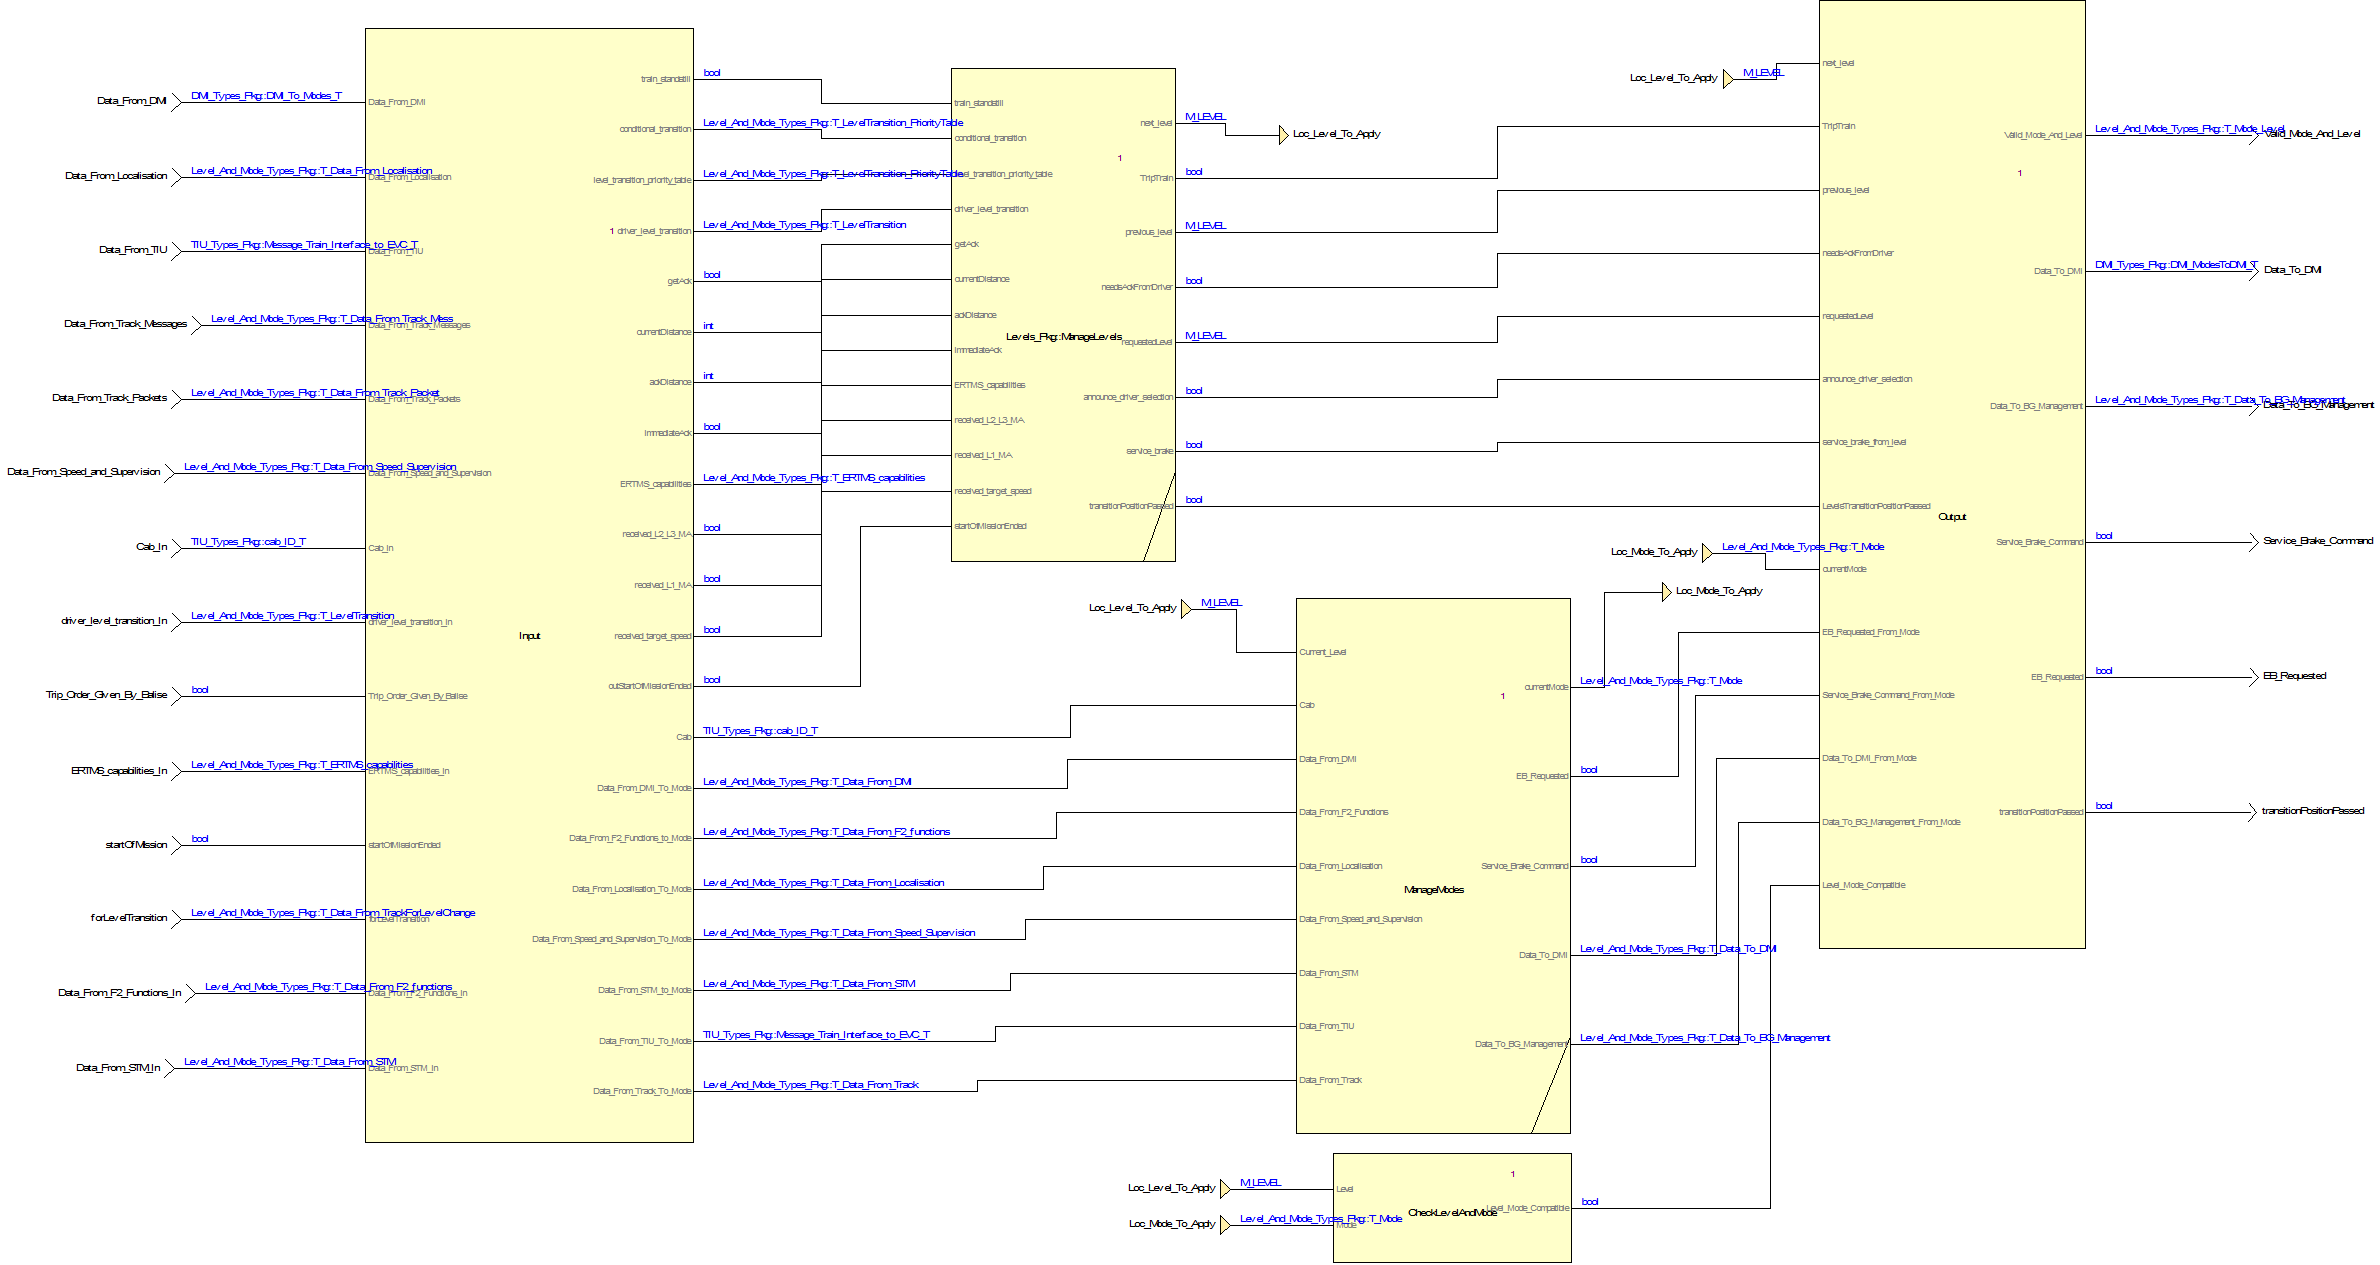 Data_From_DMI
DMI_Types_Pkg::DMI_To_Modes_T
Data_From_DMI
Data_From_Localisation
Level_And_Mode_Types_Pkg::T_Data_From_Localisation
Data_From_Localisation
Data_From_TIU
TIU_Types_Pkg::Message_Train_Interface_to_EVC_T
Data_From_TIU
Data_From_Track_Messages
Level_And_Mode_Types_Pkg::T_Data_From_Track_Mess
Data_From_Track_Messages
Data_From_Track_Packets
Level_And_Mode_Types_Pkg::T_Data_From_Track_Packet
Data_From_Track_Packets
Data_From_Speed_and_Supervision
Level_And_Mode_Types_Pkg::T_Data_From_Speed_Supervision
Data_From_Speed_and_Supervision
Cab_In
TIU_Types_Pkg::cab_ID_T
Cab_In
driver_level_transition_In
Level_And_Mode_Types_Pkg::T_LevelTransition
driver_level_transition_In
Trip_Order_Given_By_Balise
bool
Trip_Order_Given_By_Balise
ERTMS_capabilities_In
Level_And_Mode_Types_Pkg::T_ERTMS_capabilities
ERTMS_capabilities_In
startOfMission
bool
startOfMissionEnded
forLevelTransition
Level_And_Mode_Types_Pkg::T_Data_From_TrackForLevelChange
forLevelTransition
Data_From_F2_Functions_In
Level_And_Mode_Types_Pkg::T_Data_From_F2_functions
Data_From_F2_Functions_In
Data_From_STM_In
Level_And_Mode_Types_Pkg::T_Data_From_STM
Data_From_STM_In
Input
1
train_standstill
bool
conditional_transition
Level_And_Mode_Types_Pkg::T_LevelTransition_PriorityTable
level_transition_priority_table
Level_And_Mode_Types_Pkg::T_LevelTransition_PriorityTable
driver_level_transition
Level_And_Mode_Types_Pkg::T_LevelTransition
getAck
bool
currentDistance
int
ackDistance
int
immediateAck
bool
ERTMS_capabilities
Level_And_Mode_Types_Pkg::T_ERTMS_capabilities
received_L2_L3_MA
bool
received_L1_MA
bool
received_target_speed
bool
outStartOfMissionEnded
bool
Cab
TIU_Types_Pkg::cab_ID_T
Data_From_DMI_To_Mode
Level_And_Mode_Types_Pkg::T_Data_From_DMI
Data_From_F2_Functions_to_Mode
Level_And_Mode_Types_Pkg::T_Data_From_F2_functions
Data_From_Localisation_To_Mode
Level_And_Mode_Types_Pkg::T_Data_From_Localisation
Data_From_Speed_and_Supervision_To_Mode
Level_And_Mode_Types_Pkg::T_Data_From_Speed_Supervision
Data_From_STM_to_Mode
Level_And_Mode_Types_Pkg::T_Data_From_STM
Data_From_TIU_To_Mode
TIU_Types_Pkg::Message_Train_Interface_to_EVC_T
Data_From_Track_To_Mode
Level_And_Mode_Types_Pkg::T_Data_From_Track
train_standstill
conditional_transition
level_transition_priority_table
driver_level_transition
getAck
currentDistance
ackDistance
immediateAck
ERTMS_capabilities
received_L2_L3_MA
received_L1_MA
received_target_speed
startOfMissionEnded
1
Levels_Pkg::ManageLevels
next_level
M_LEVEL
Loc_Level_To_Apply
TripTrain
bool
previous_level
M_LEVEL
needsAckFromDriver
bool
requestedLevel
M_LEVEL
announce_driver_selection
bool
service_brake
bool
transitionPositionPassed
bool
Loc_Level_To_Apply
M_LEVEL
Current_Level
Cab
Data_From_DMI
Data_From_F2_Functions
Data_From_Localisation
Data_From_Speed_and_Supervision
Data_From_STM
Data_From_TIU
Data_From_Track
1
ManageModes
currentMode
Level_And_Mode_Types_Pkg::T_Mode
Loc_Mode_To_Apply
EB_Requested
bool
Service_Brake_Command
bool
Data_To_DMI
Level_And_Mode_Types_Pkg::T_Data_To_DMI
Data_To_BG_Management
Level_And_Mode_Types_Pkg::T_Data_To_BG_Management
Loc_Level_To_Apply
M_LEVEL
Level
Loc_Mode_To_Apply
Level_And_Mode_Types_Pkg::T_Mode
Mode
1
CheckLevelAndMode
Level_Mode_Compatible
bool
Loc_Level_To_Apply
M_LEVEL
next_level
TripTrain
previous_level
needsAckFromDriver
requestedLevel
announce_driver_selection
service_brake_from_level
LevelsTransitionPositionPassed
Loc_Mode_To_Apply
Level_And_Mode_Types_Pkg::T_Mode
currentMode
EB_Requested_From_Mode
Service_Brake_Command_From_Mode
Data_To_DMI_From_Mode
Data_To_BG_Management_From_Mode
Level_Mode_Compatible
1
Output
Valid_Mode_And_Level
Level_And_Mode_Types_Pkg::T_Mode_Level
Valid_Mode_And_Level
Data_To_DMI
DMI_Types_Pkg::DMI_ModesToDMI_T
Data_To_DMI
Data_To_BG_Management
Level_And_Mode_Types_Pkg::T_Data_To_BG_Management
Data_To_BG_Management
Service_Brake_Command
bool
Service_Brake_Command
EB_Requested
bool
EB_Requested
transitionPositionPassed
bool
transitionPositionPassed